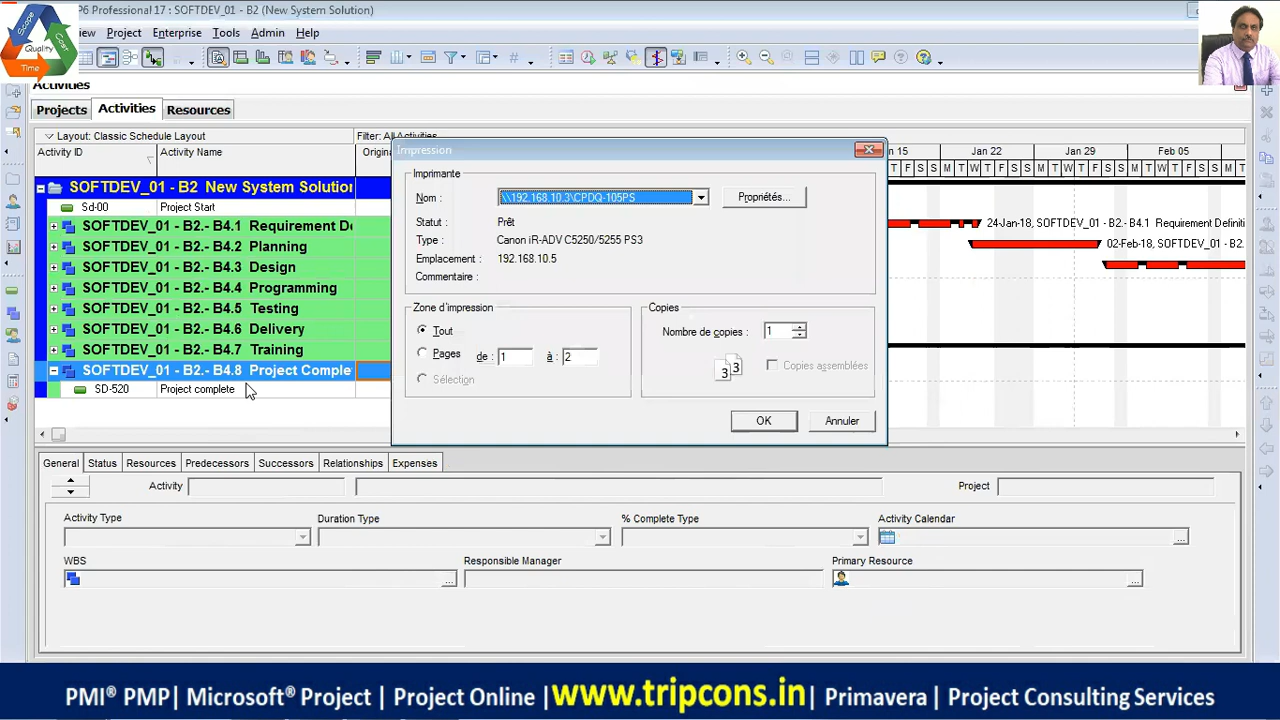 P6 Professional 17 : SOFTDEV_01 - B2 (New System Solution)
Project Enterprise Tools Admin Help
Scope
Quality
Cost
Time
Activities
Projects Activities Resources
Layout: Classic Schedule Layout
Filter: All Activities
Activity ID Activity Name Origin
Jan 22 Jan 29 Feb 05
SOFTDEV_01 - B2 New System Solution
Sd-00 Project Start
SOFTDEV_01 - B2.- B4.1 Requirement De
SOFTDEV_01 - B2.- B4.2 Planning
SOFTDEV_01 - B2.- B4.3 Design
SOFTDEV_01 - B2.- B4.4 Programming
SOFTDEV_01 - B2.- B4.5 Testing
SOFTDEV_01 - B2.- B4.6 Delivery
SOFTDEV_01 - B2.- B4.7 Training
SOFTDEV_01 - B2.- B4.8 Project Comple
SD-520 Project complete
24-Jan-18, SOFTDEV_01 - B2.- B4.1 Requirement Definiti
02-Feb-18, SOFTDEV_01 - B2.
Impression
Imprimante
Nom : \\192.168.10.3\CPDQ-105PS Propriétés...
Statut : Prêt
Type : Canon iR-ADV C5250/5255 PS3
Emplacement : 192.168.10.5
Commentaire :
Zone d'impression
Tout
Pages de : 1 à : 2
Sélection
Copies
Nombre de copies : 1
3 3
Copies assemblées
OK Annuler
General Status Resources Predecessors Successors Relationships Expenses
Activity Project
Activity Type Duration Type % Complete Type Activity Calendar
WBS Responsible Manager Primary Resource
PMI® PMP| Microsoft® Project | Project Online |www.tripcons.in| Primavera | Project Consulting Services